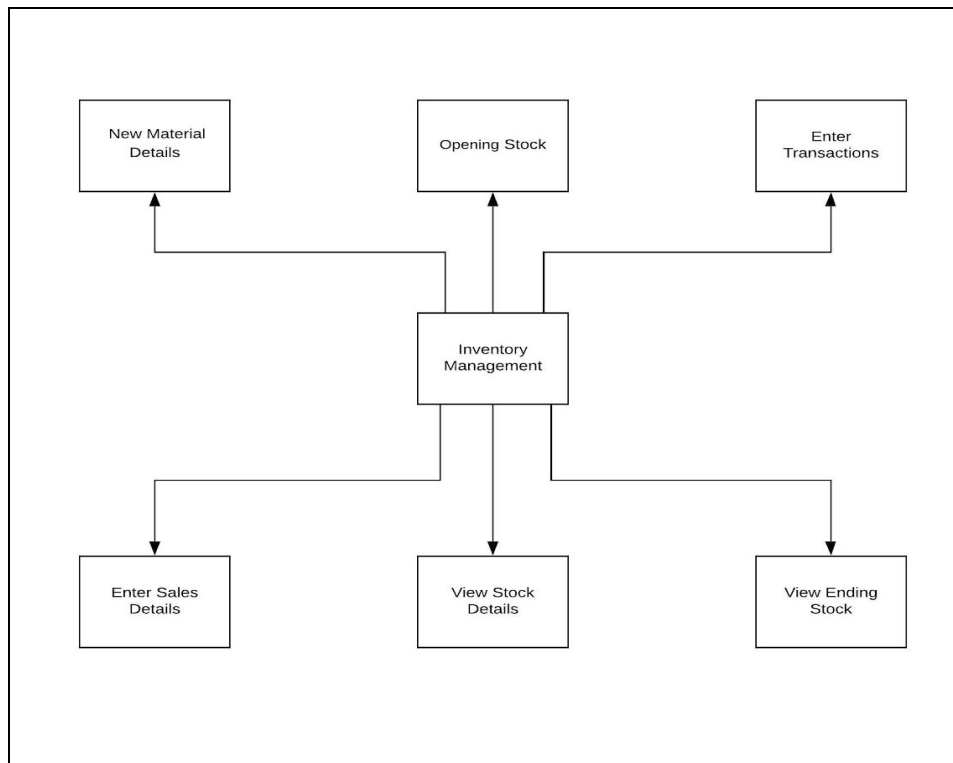 New Material
Details
Opening Stock
Enter
Transactions
Inventory
Management
Enter Sales
Details
View Stock
Details
View Ending
Stock